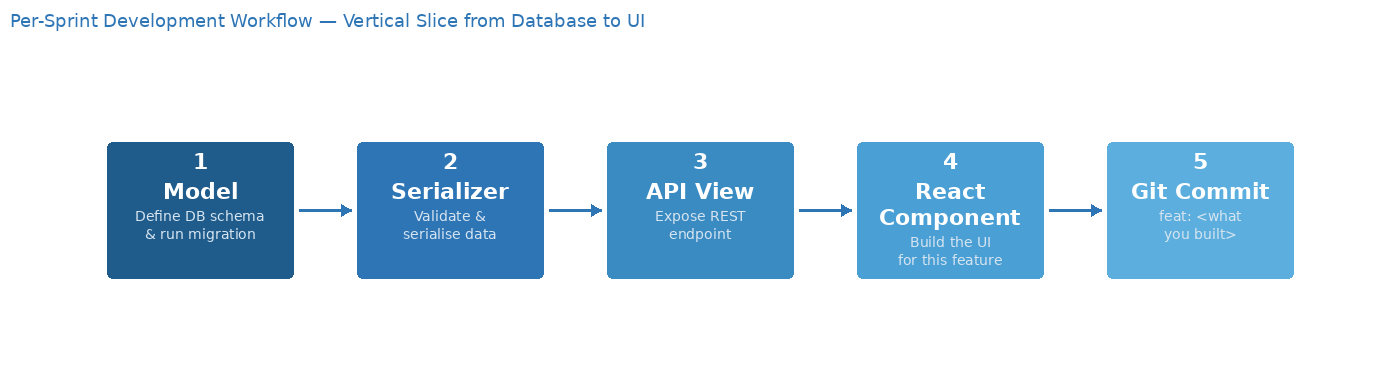 Per-Sprint Development Workflow — Vertical Slice from Database to UI
1
Model
Define DB schema
& run migration
2
Serializer
Validate &
serialise data
3
API View
Expose REST
endpoint
4
React
Component
Build the UI
for this feature
5
Git Commit
feat: <what
you built>